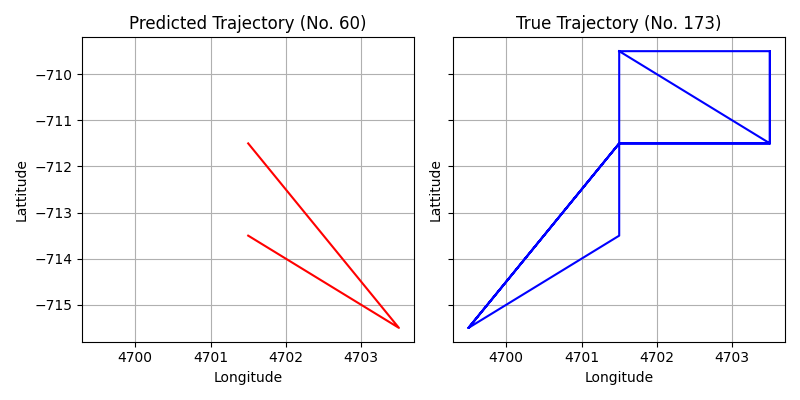 Predicted Trajectory (No. 60)
True Trajectory (No. 173)
−710
−711
−712
−713
−714
−715
Lattitude
Lattitude
4700
4701
4702
4703
4700
4701
4702
4703
Longitude
Longitude